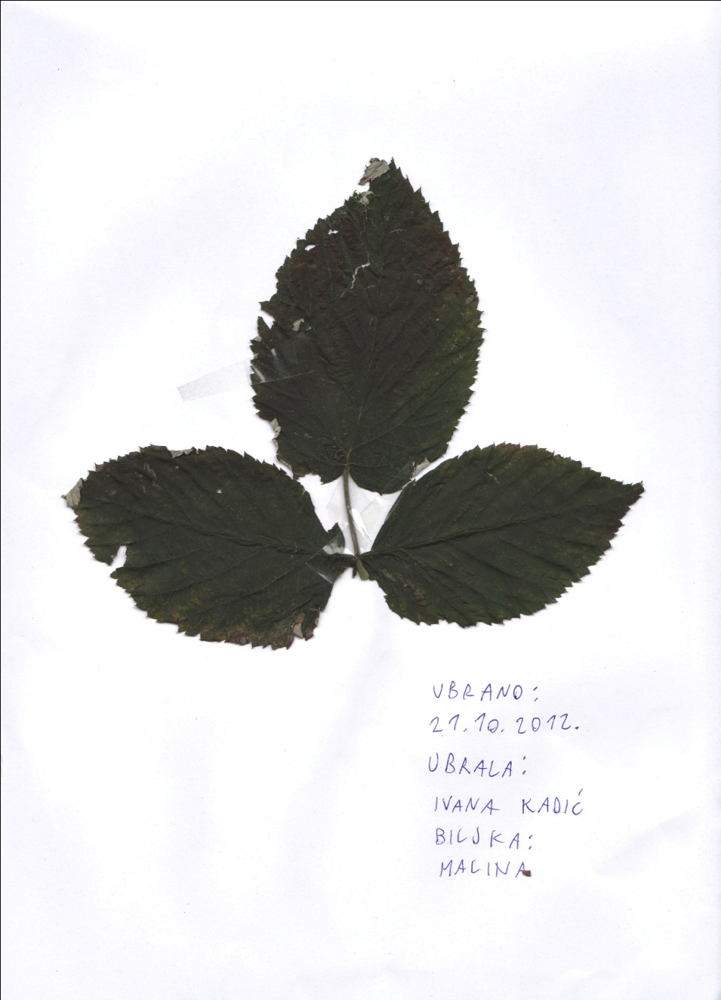 UBRANO:
21.10.2012.
UBRALA:
IVANA KADIĆ
BILJKA:
MALINA